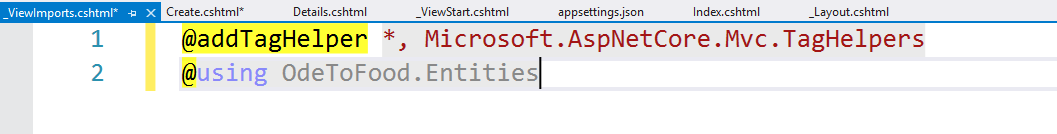 _ViewImports.cshtml* Create.cshtml* Details.cshtml _ViewStart.cshtml appsettings.json Index.cshtml _Layout.cshtml
1 @addTagHelper *, Microsoft.AspNetCore.Mvc.TagHelpers
2 @using OdeToFood.Entities